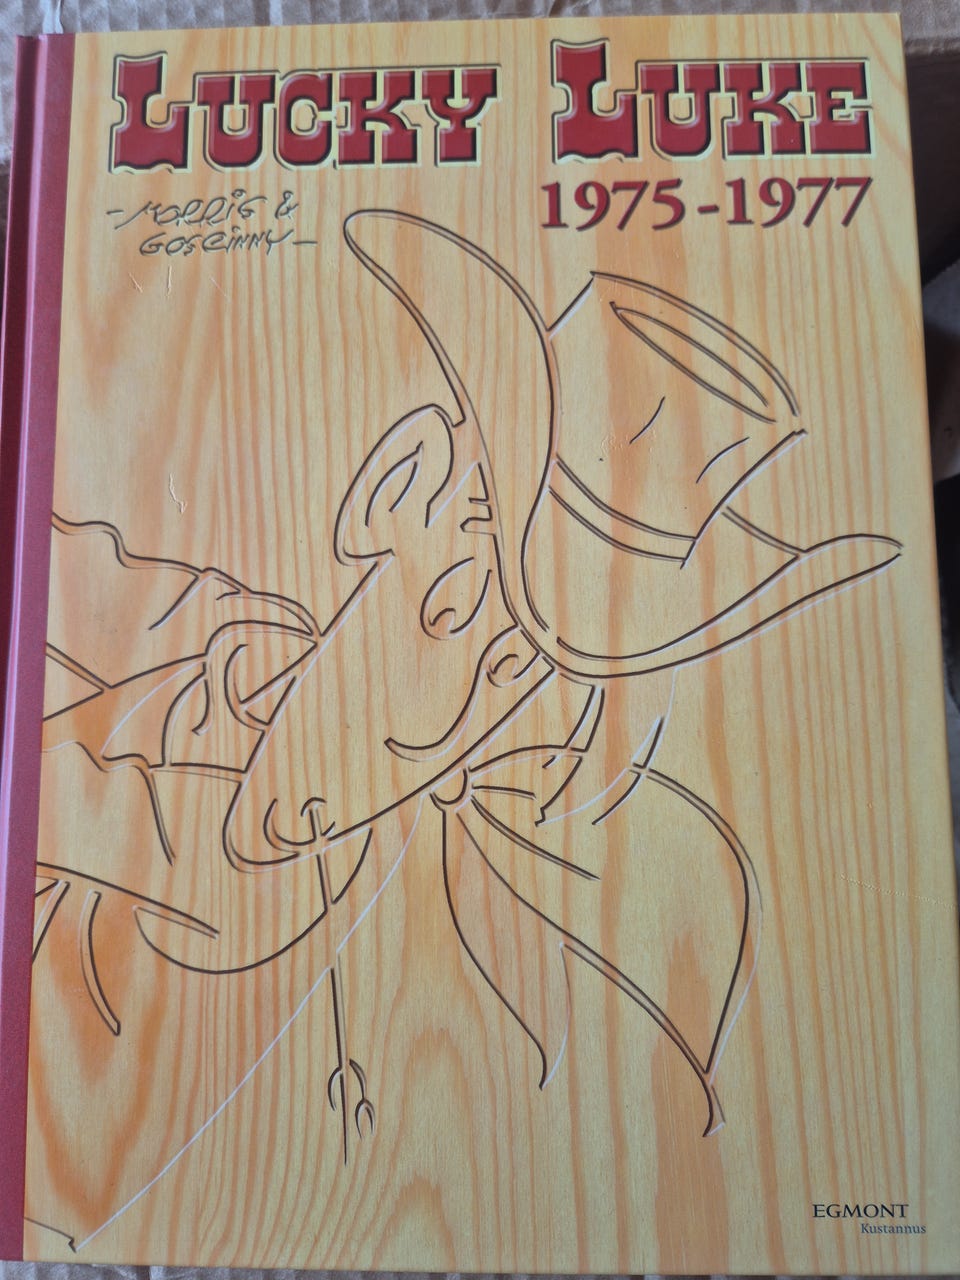 LUCKY LUKE
1975-1977
- MORRIS &
GOSCINNY -
EGMONT
Kustannus